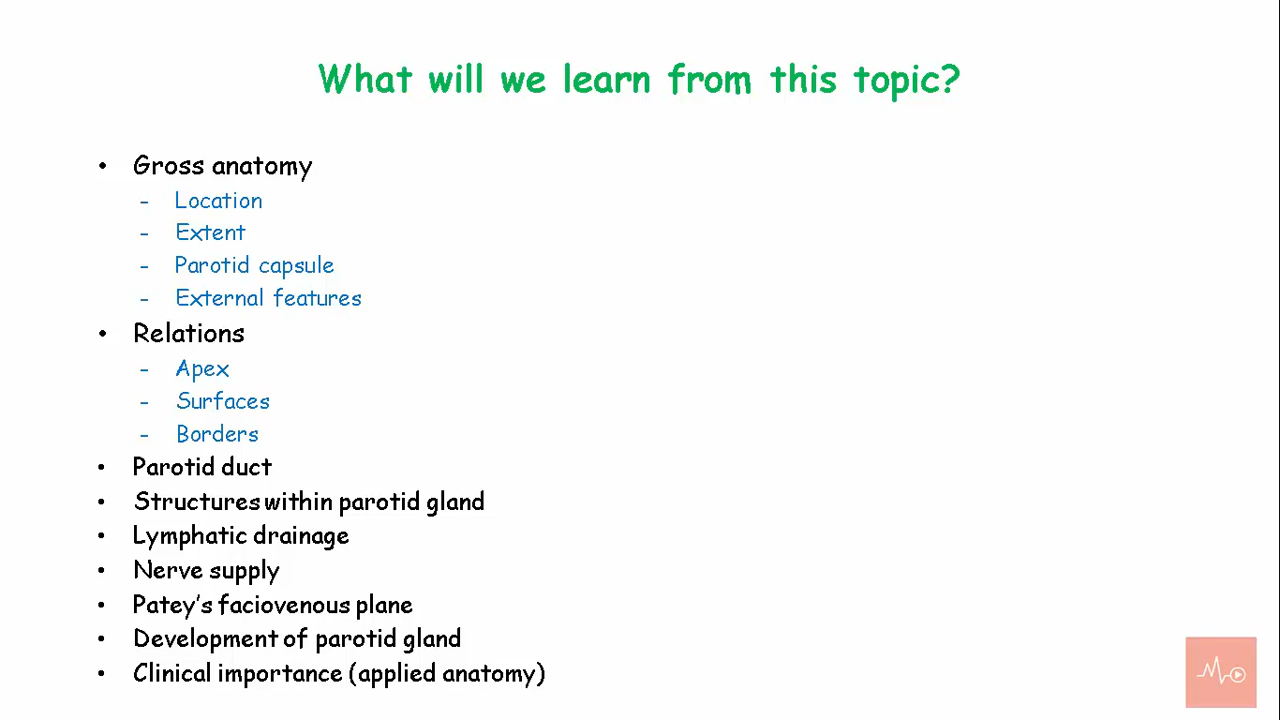 What will we learn from this topic?
• Gross anatomy
- Location
- Extent
- Parotid capsule
- External features
• Relations
- Apex
- Surfaces
- Borders
• Parotid duct
• Structures within parotid gland
• Lymphatic drainage
• Nerve supply
• Patey's faciovenous plane
• Development of parotid gland
• Clinical importance (applied anatomy)